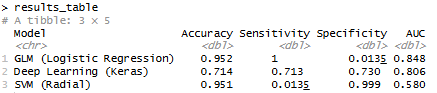 > results_table
# A tibble: 3 × 5
Model Accuracy Sensitivity Specificity AUC
<chr> <dbl> <dbl> <dbl> <dbl>
1 GLM (Logistic Regression) 0.952 1 0.0135 0.848
2 Deep Learning (Keras) 0.714 0.713 0.730 0.806
3 SVM (Radial) 0.951 0.0135 0.999 0.580